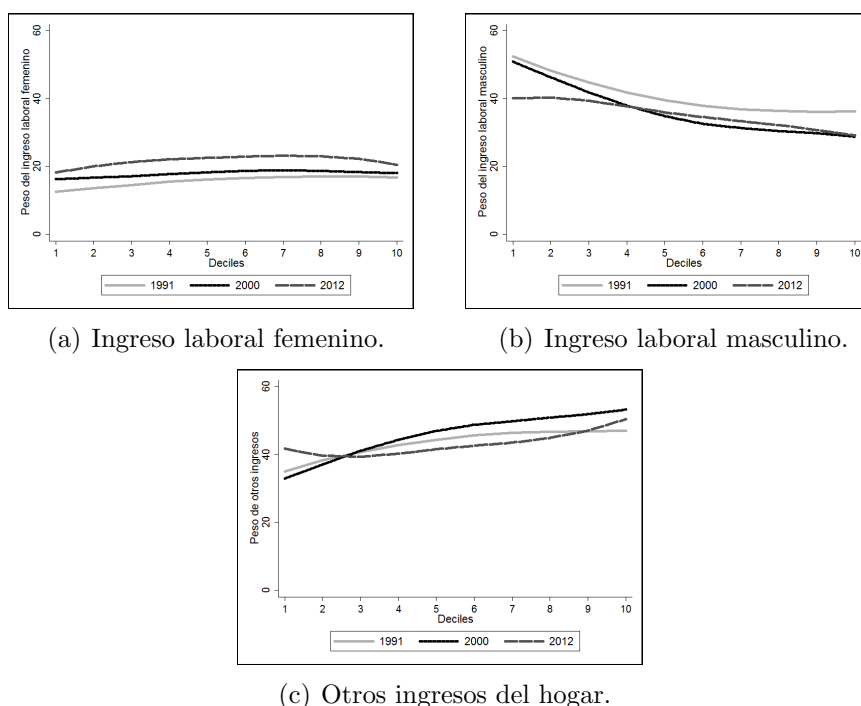 Peso del ingreso laboral femenino
60
40
20
0
1 2 3 4 5 6 7 8 9 10
Deciles
1991 2000 2012
(a) Ingreso laboral femenino.
Peso del ingreso laboral masculino
60
40
20
0
1 2 3 4 5 6 7 8 9 10
Deciles
1991 2000 2012
(b) Ingreso laboral masculino.
Peso de otros ingresos
60
40
20
0
1 2 3 4 5 6 7 8 9 10
Deciles
1991 2000 2012
(c) Otros ingresos del hogar.